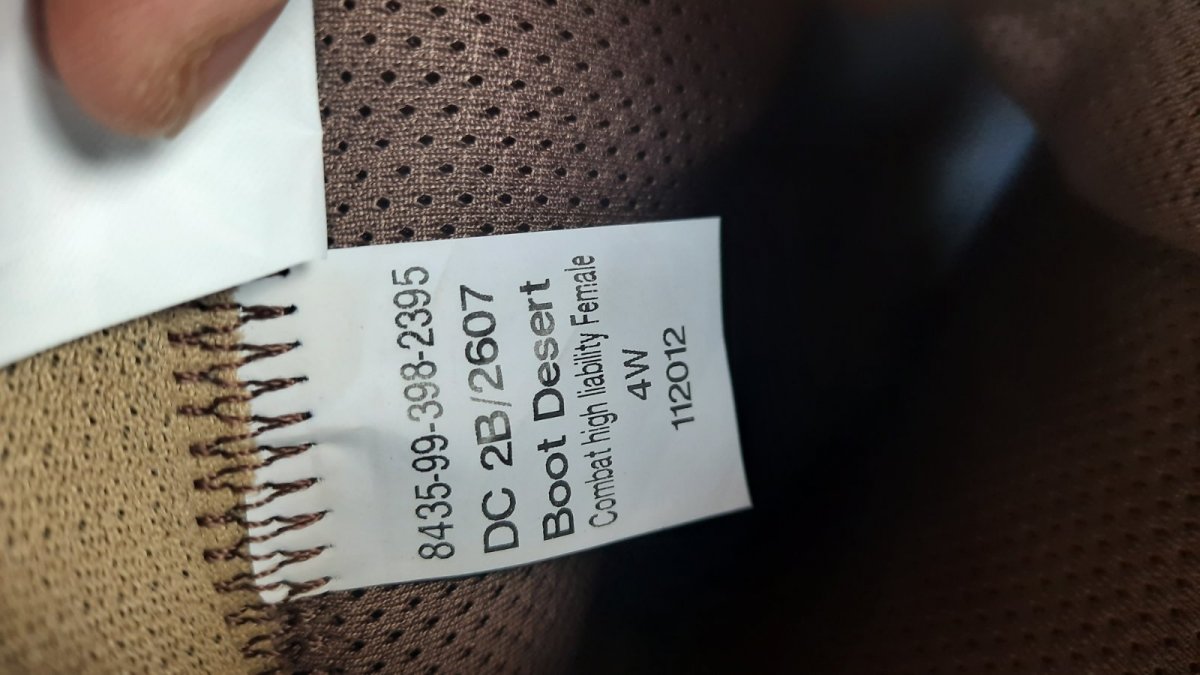 8435-99-398-2395
DC 2B/2607
Boot Desert
Combat high liability Female
4W
112012